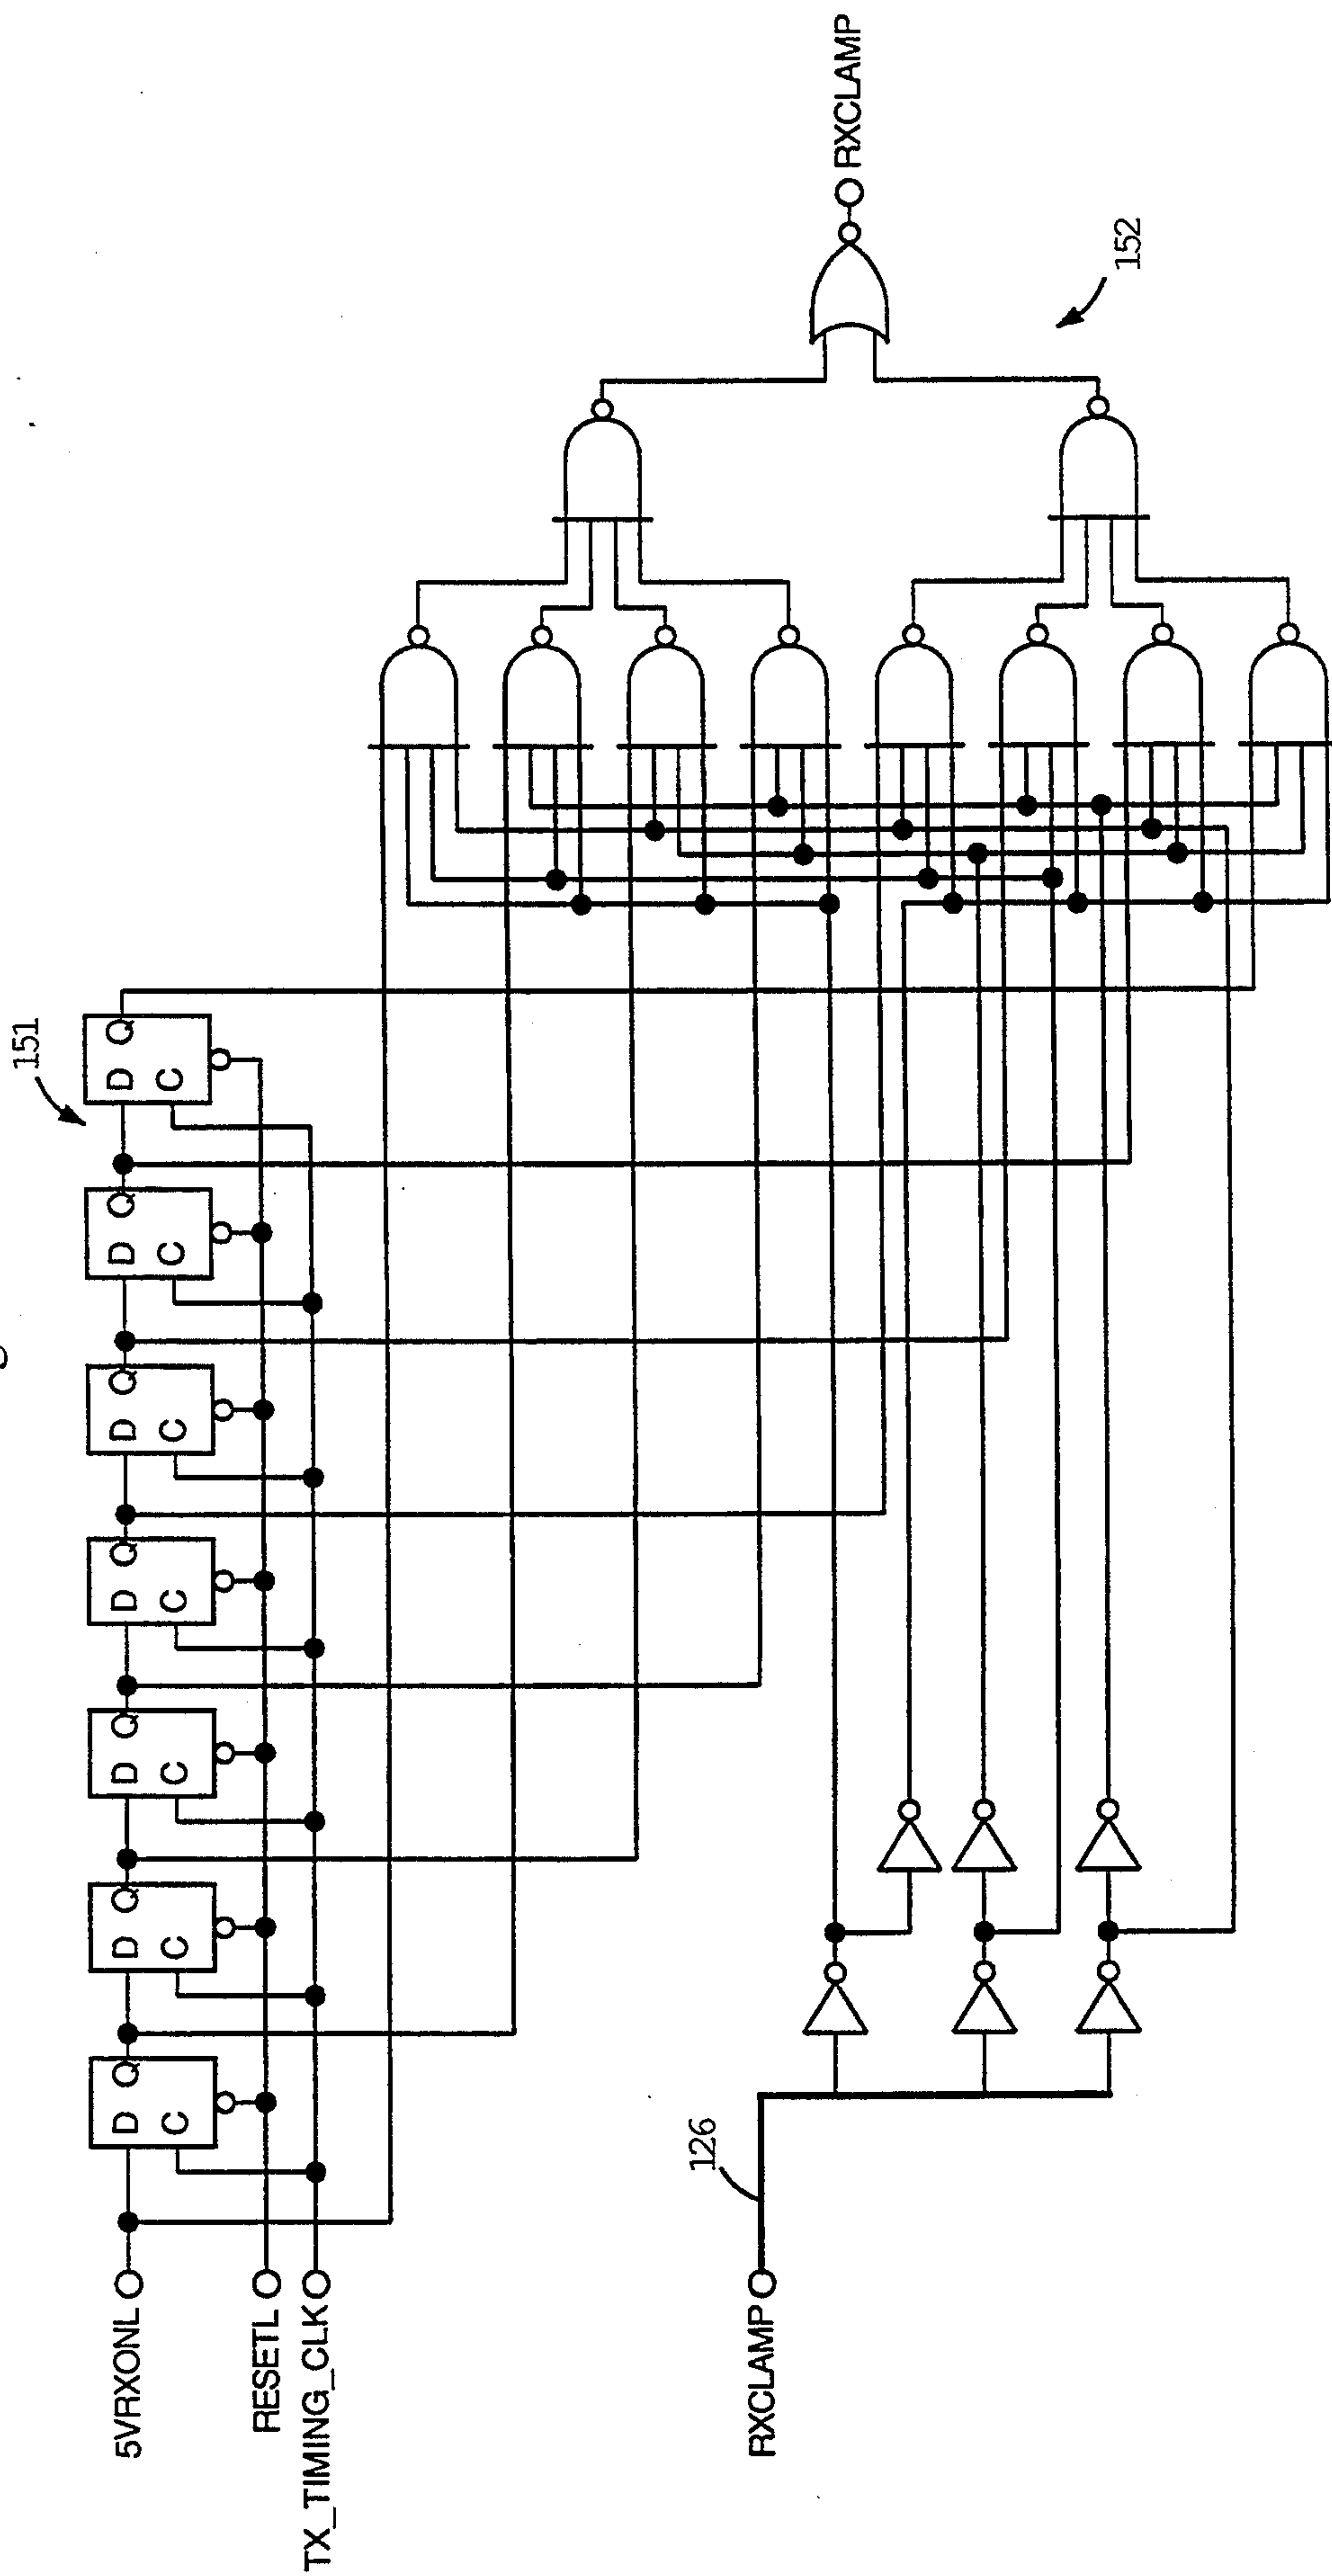 151
D Q
C
D Q
C
D Q
C
D Q
C
D Q
C
D Q
C
D Q
C
5VRXONL
RESETL
TX_TIMING_CLK
RXCLAMP
126
RXCLAMP
152